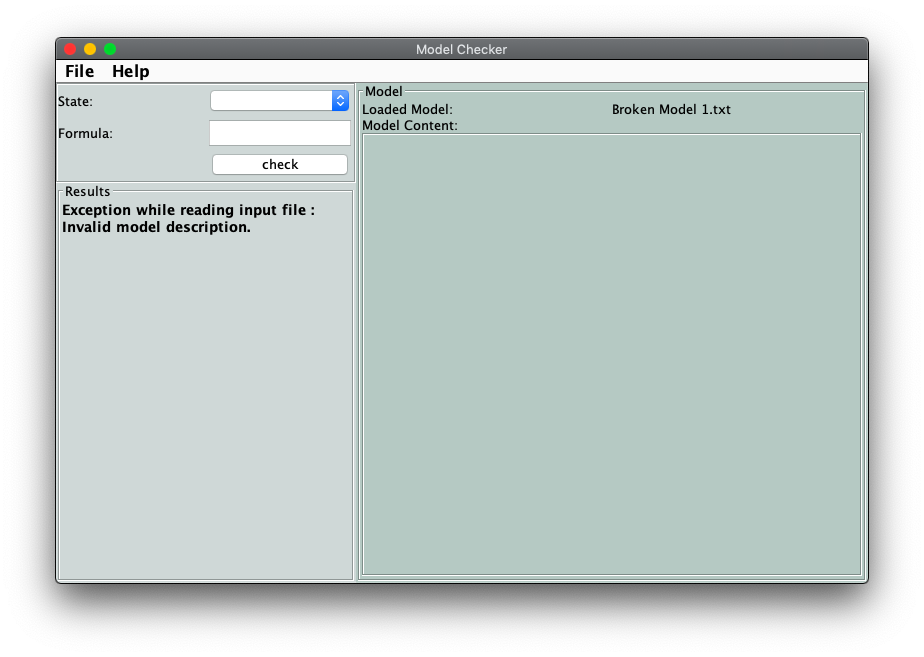 Model Checker
File Help
State:
Formula:
check
Results
Exception while reading input file :
Invalid model description.
Model
Loaded Model: Broken Model 1.txt
Model Content: